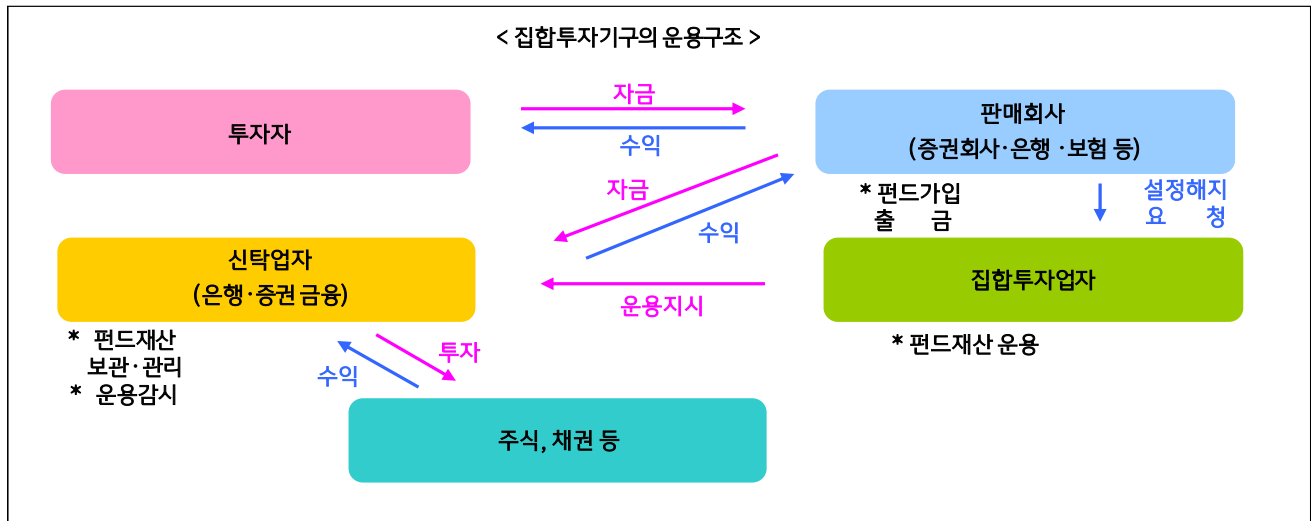 < 집합투자기구의 운용구조 >
자금
투자자
수익
판매회사
(증권회사·은행 ·보험 등)
자금
수익
* 펀드가입
출 금
설정해지
요 청
신탁업자
(은행·증권 금융)
운용지시
집합투자업자
* 펀드재산
보관·관리
* 운용감시
투자
수익
* 펀드재산 운용
주식, 채권 등